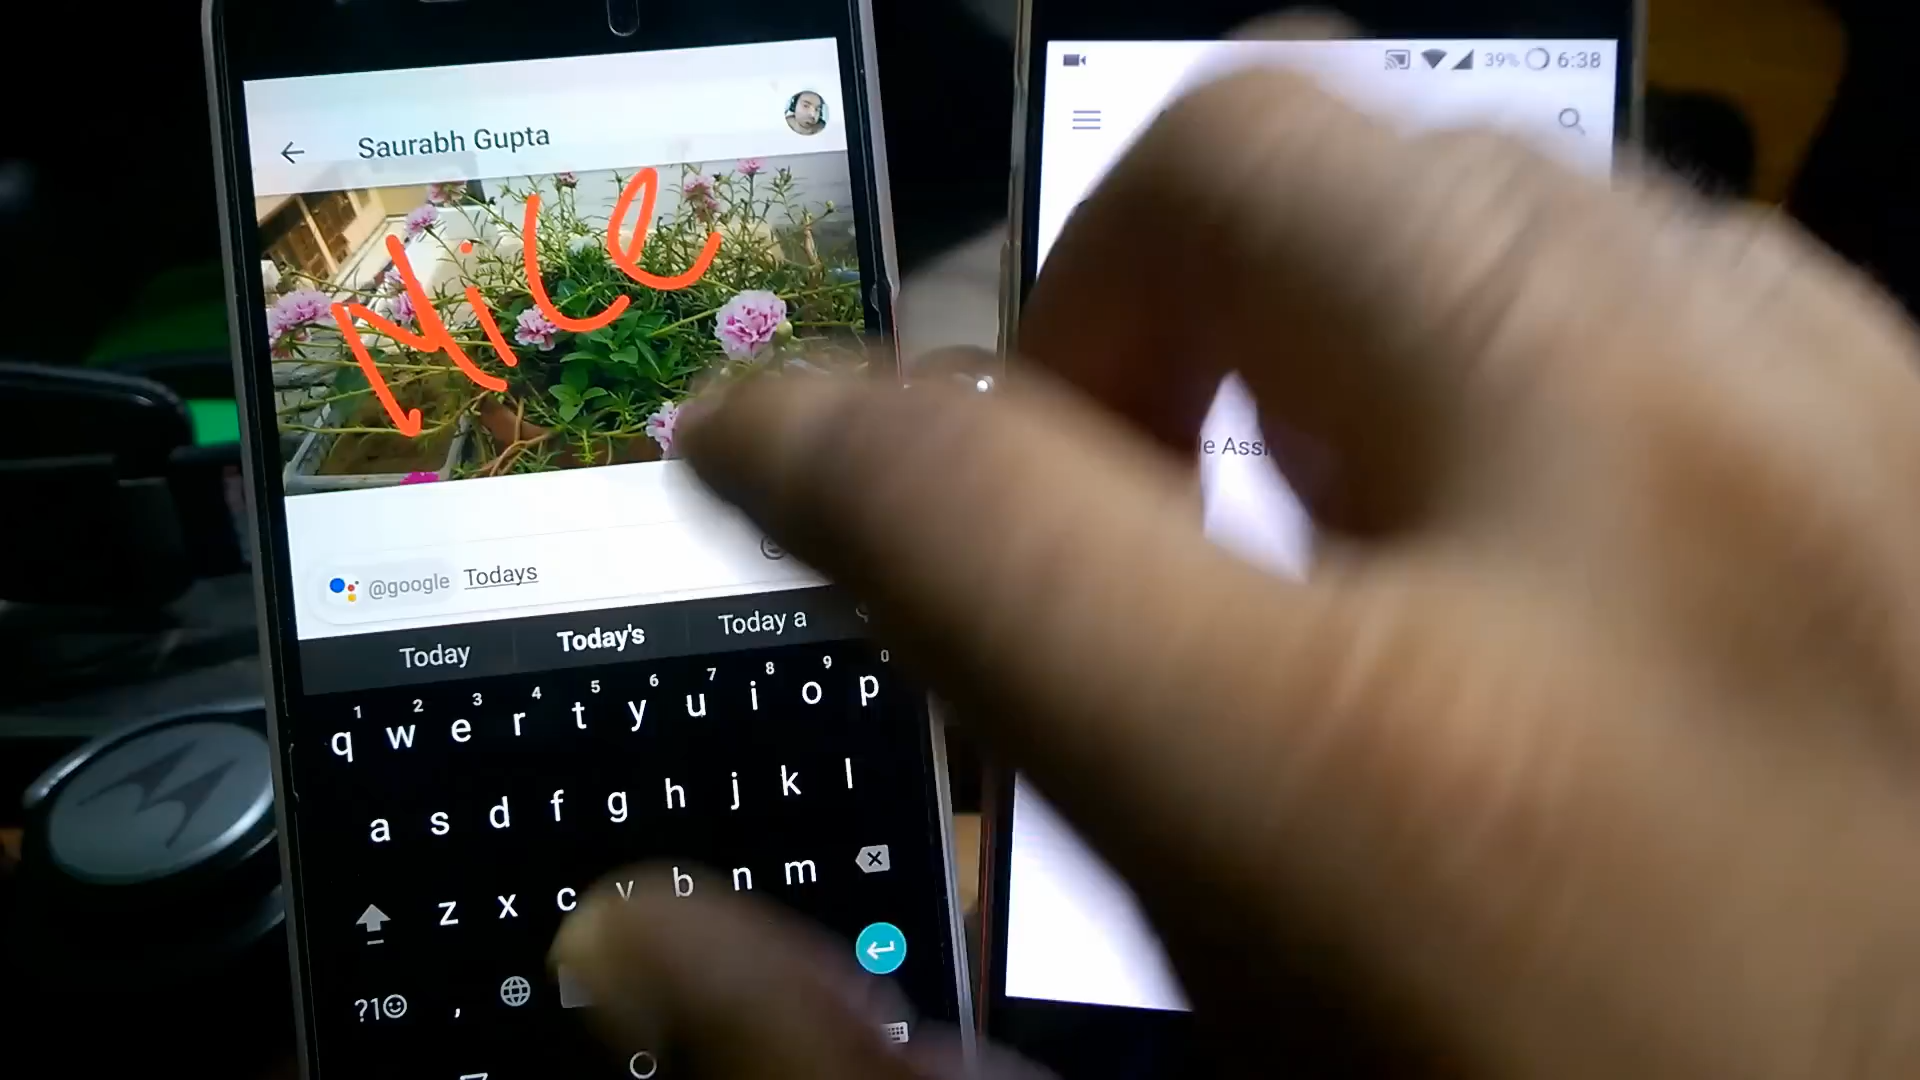 39% 6:38
Saurabh Gupta
Nice
e Assi
@google Todays
Today Today's Today a
1 2 3 4 5 6 7 8 9 0
q w e r t y u i o p
a s d f g h j k l
z x c v b n m
?1☺ ,